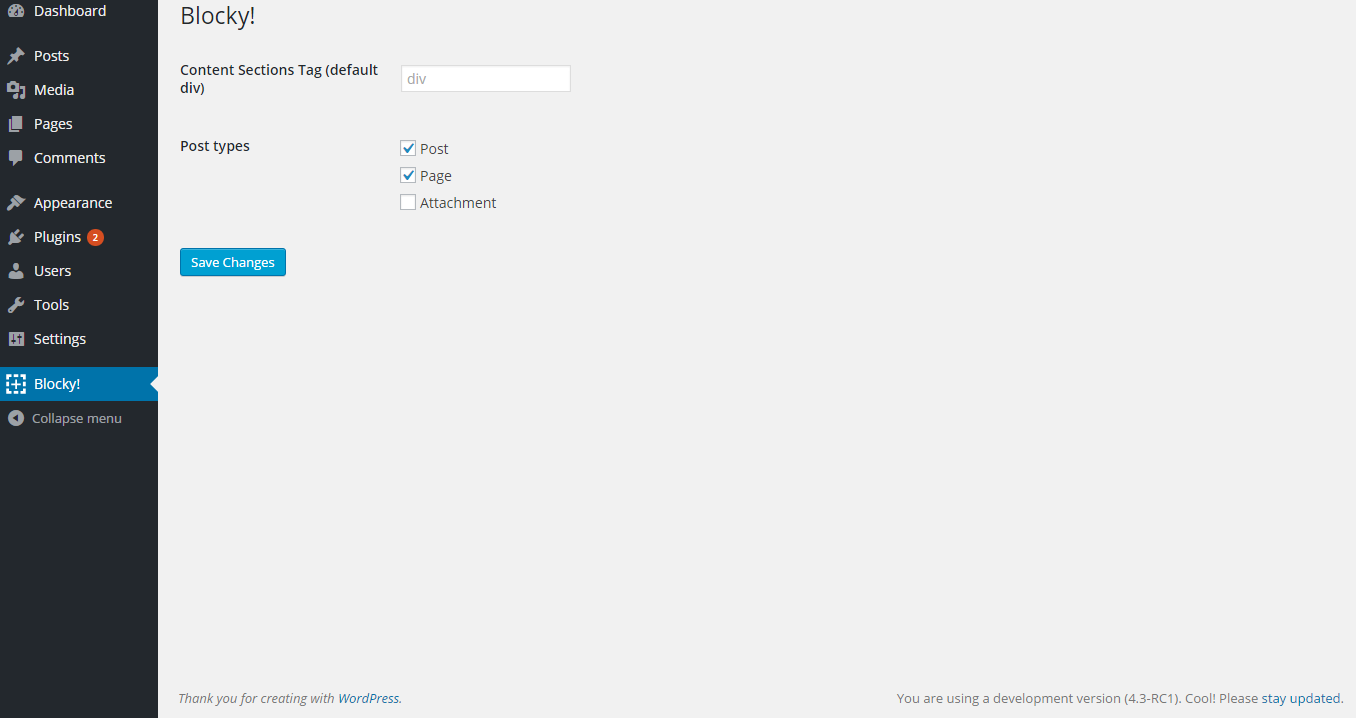 Dashboard
Posts
Media
Pages
Comments
Appearance
Plugins 2
Users
Tools
Settings
Blocky!
Collapse menu
Blocky!
Content Sections Tag (default
div)
div
Post types
Post
Page
Attachment
Save Changes
Thank you for creating with WordPress.
You are using a development version (4.3-RC1). Cool! Please stay updated.